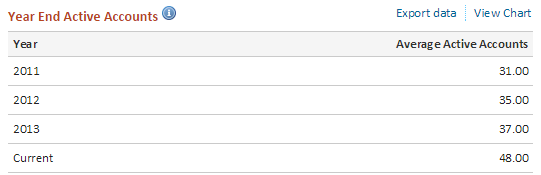 Year End Active Accounts Export data View Chart
Year Average Active Accounts
2011 31.00
2012 35.00
2013 37.00
Current 48.00